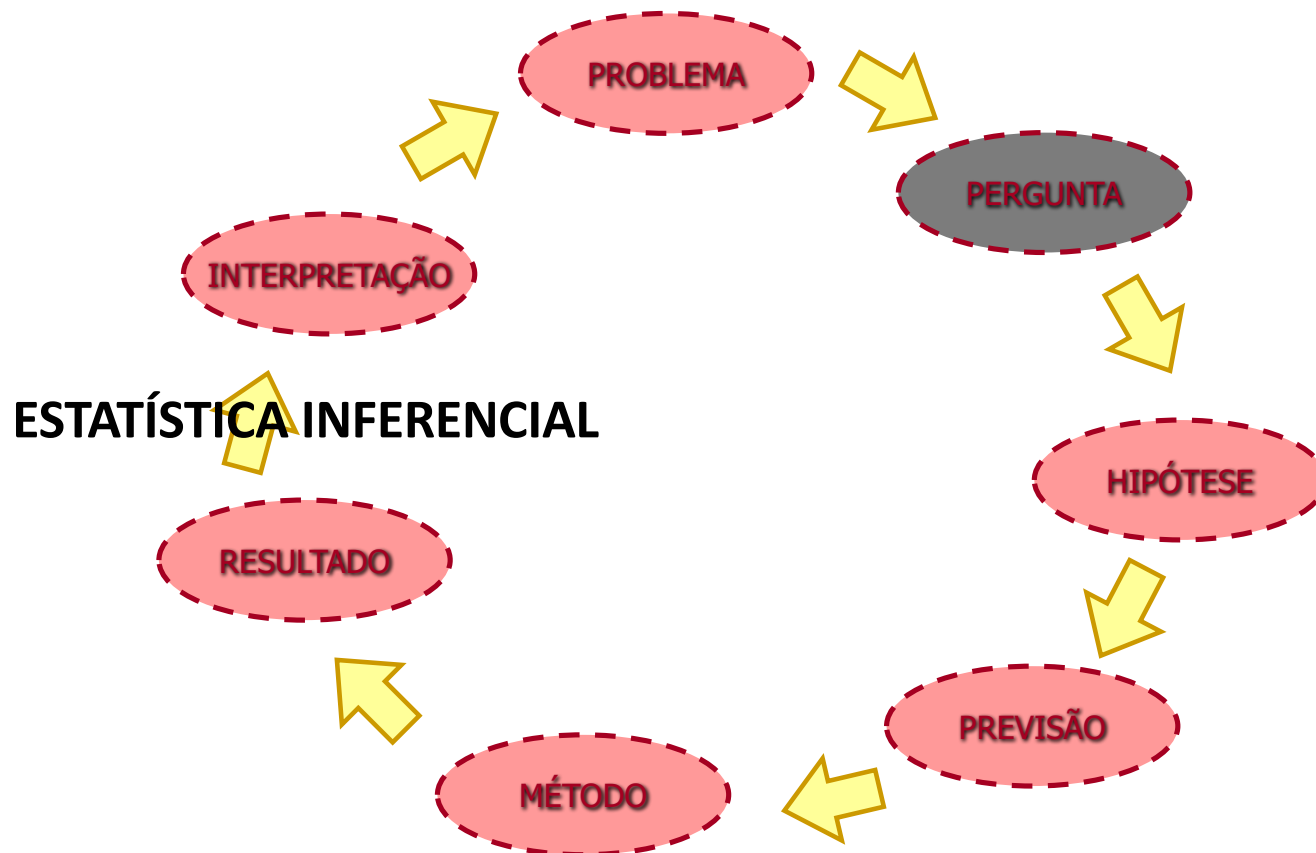 PROBLEMA
PERGUNTA
INTERPRETAÇÃO
ESTATÍSTICA INFERENCIAL
HIPÓTESE
RESULTADO
PREVISÃO
MÉTODO